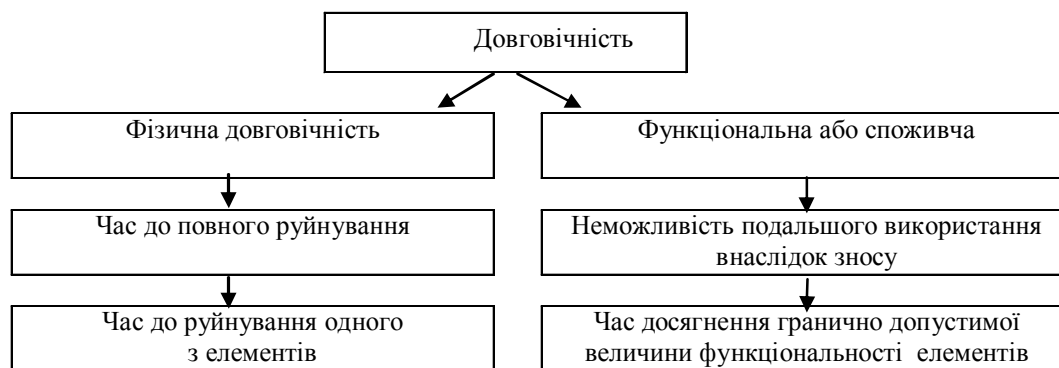 Довговічність
Фізична довговічність
Функціональна або споживча
Час до повного руйнування
Неможливість подальшого використання
внаслідок зносу
Час до руйнування одного
з елементів
Час досягнення гранично допустимої
величини функціональності елементів